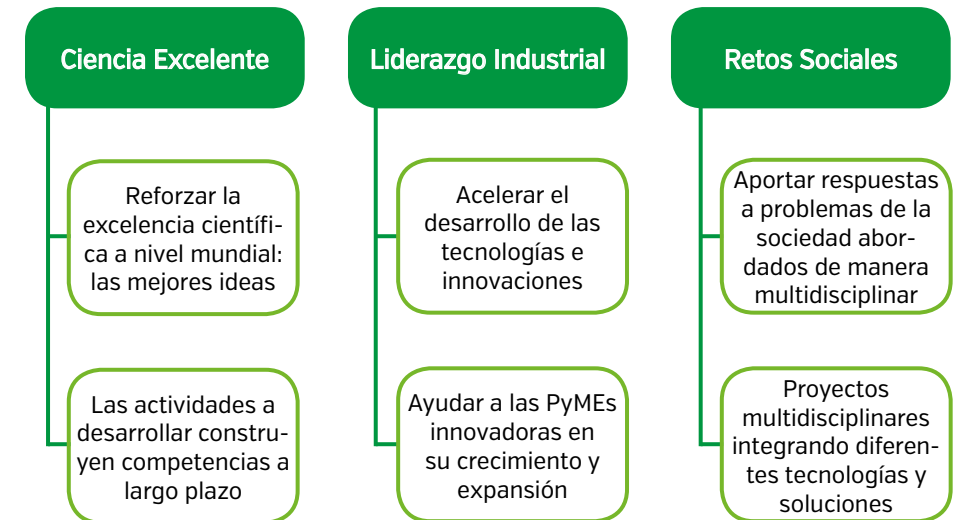 Ciencia Excelente
Reforzar la
excelencia científi-
ca a nivel mundial:
las mejores ideas
Las actividades a
desarrollar constru-
yen competencias a
largo plazo
Liderazgo Industrial
Acelerar el
desarrollo de las
tecnologías e
innovaciones
Ayudar a las PyMEs
innovadoras en
su crecimiento y
expansión
Retos Sociales
Aportar respuestas
a problemas de la
sociedad abor-
dados de manera
multidisciplinar
Proyectos
multidisciplinares
integrando diferen-
tes tecnologías y
soluciones